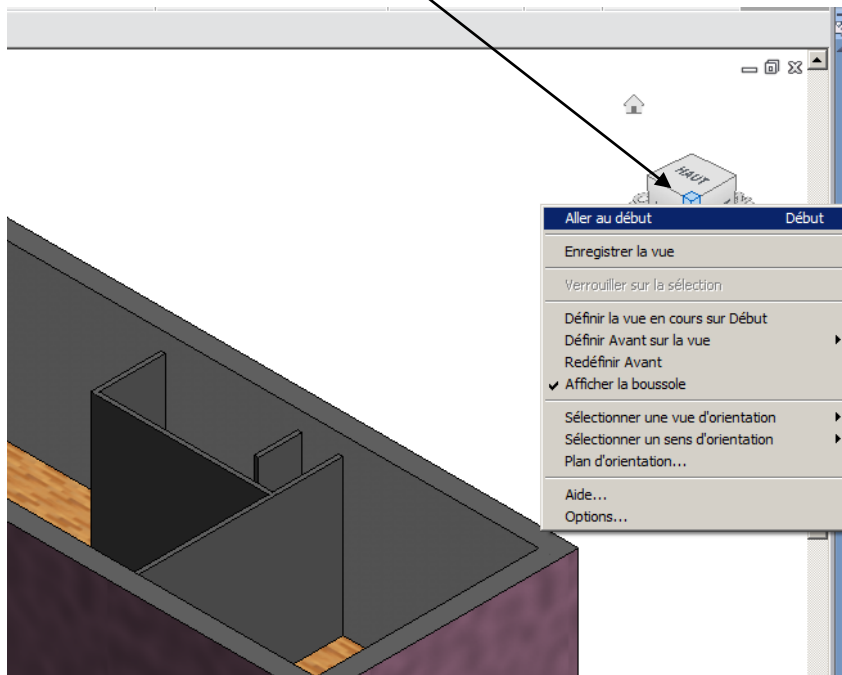 HAUT
Aller au début Début
Enregistrer la vue
Verrouiller sur la sélection
Définir la vue en cours sur Début
Définir Avant sur la vue
Redéfinir Avant
Afficher la boussole
Sélectionner une vue d'orientation
Sélectionner un sens d'orientation
Plan d'orientation...
Aide...
Options...